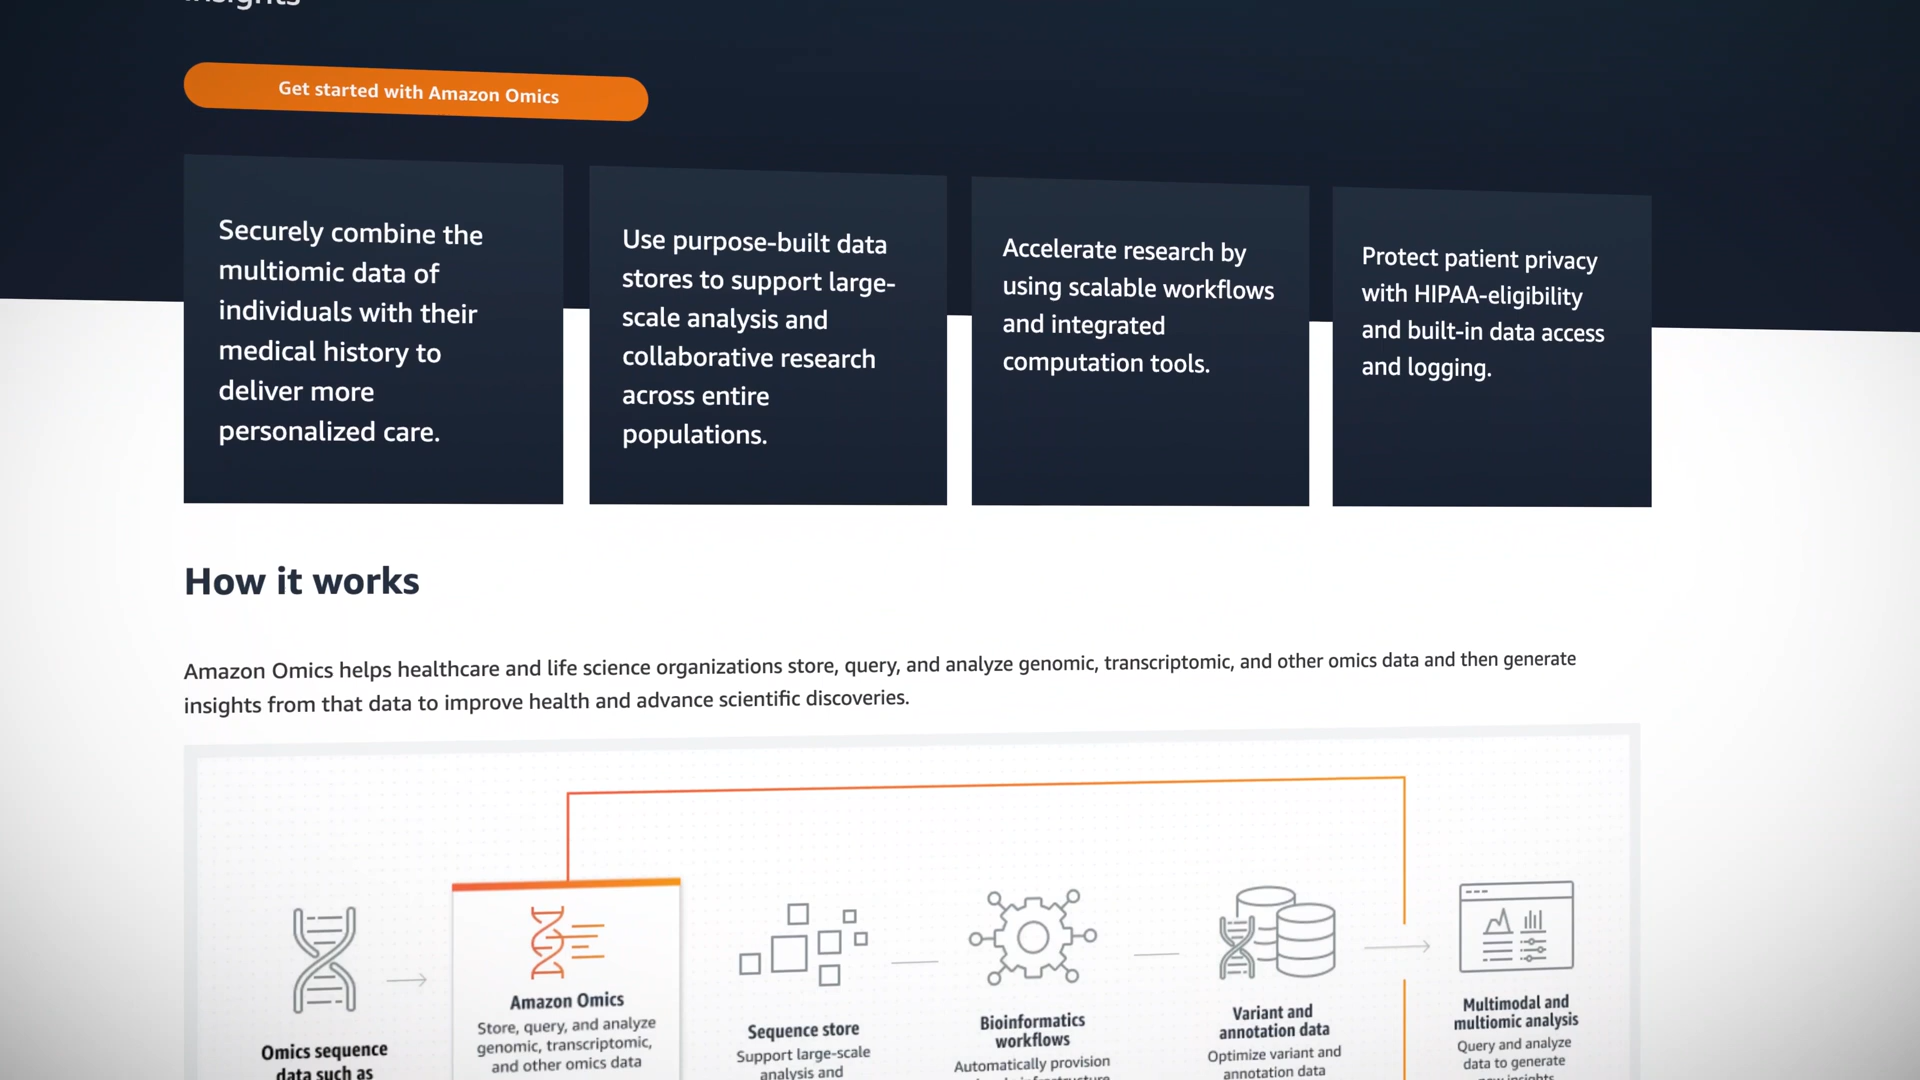 insights
Get started with Amazon Omics
Securely combine the
multiomic data of
individuals with their
medical history to
deliver more
personalized care.
Use purpose-built data
stores to support large-
scale analysis and
collaborative research
across entire
populations.
Accelerate research by
using scalable workflows
and integrated
computation tools.
Protect patient privacy
with HIPAA-eligibility
and built-in data access
and logging.
How it works
Amazon Omics helps healthcare and life science organizations store, query, and analyze genomic, transcriptomic, and other omics data and then generate
insights from that data to improve health and advance scientific discoveries.
Omics sequence
data such as
Amazon Omics
Store, query, and analyze
genomic, transcriptomic,
and other omics data
Sequence store
Support large-scale
analysis and
Bioinformatics
workflows
Automatically provision
Variant and
annotation data
Optimize variant and
annotation data
Multimodal and
multiomic analysis
Query and analyze
data to generate
new insights